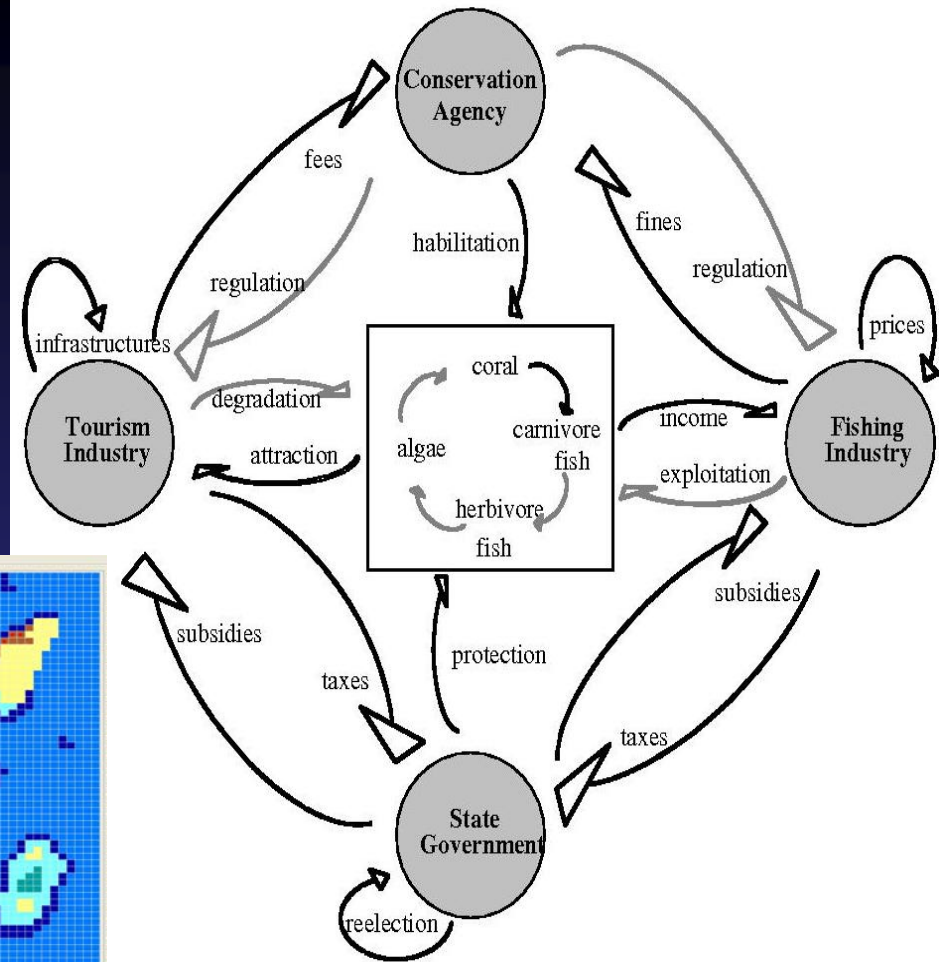 Conservation
Agency
fees
fines
habilitation
regulation
regulation
infrastructures
prices
coral
degradation
income
Tourism
Industry
algae
carnivore
fish
Fishing
Industry
attraction
exploitation
herbivore
fish
subsidies
subsidies
protection
taxes
taxes
State
Government
reelection